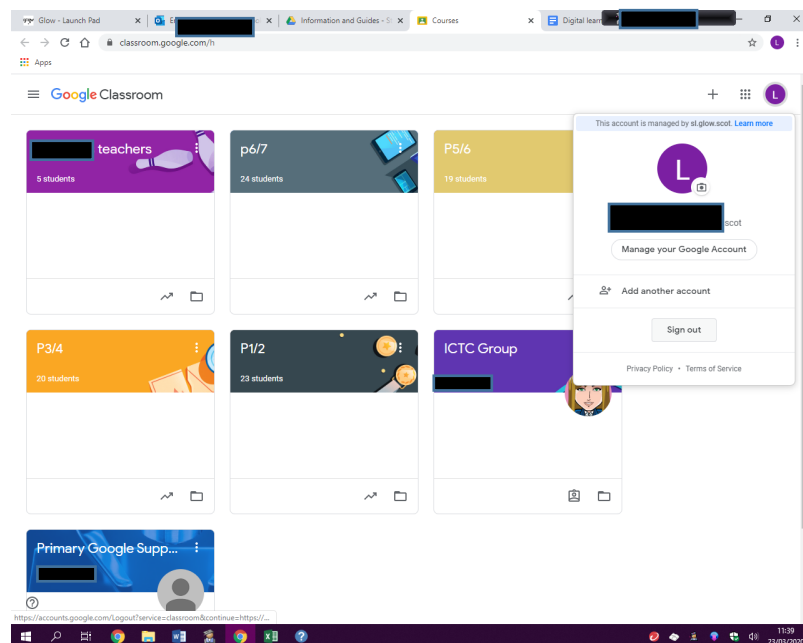 Glow - Launch Pad
Information and Guides - S
Courses
Digital learn
classroom.google.com/h
L
Apps
Google Classroom
L
This account is managed by sl.glow.scot. Learn more
L
scot
Manage your Google Account
Add another account
Sign out
Privacy Policy • Terms of Service
teachers
5 students
p6/7
24 students
P5/6
19 students
P3/4
20 students
P1/2
23 students
ICTC Group
Primary Google Supp...
https://accounts.google.com/Logout?service=classroom&continue=https://...
11:39
23/03/2020